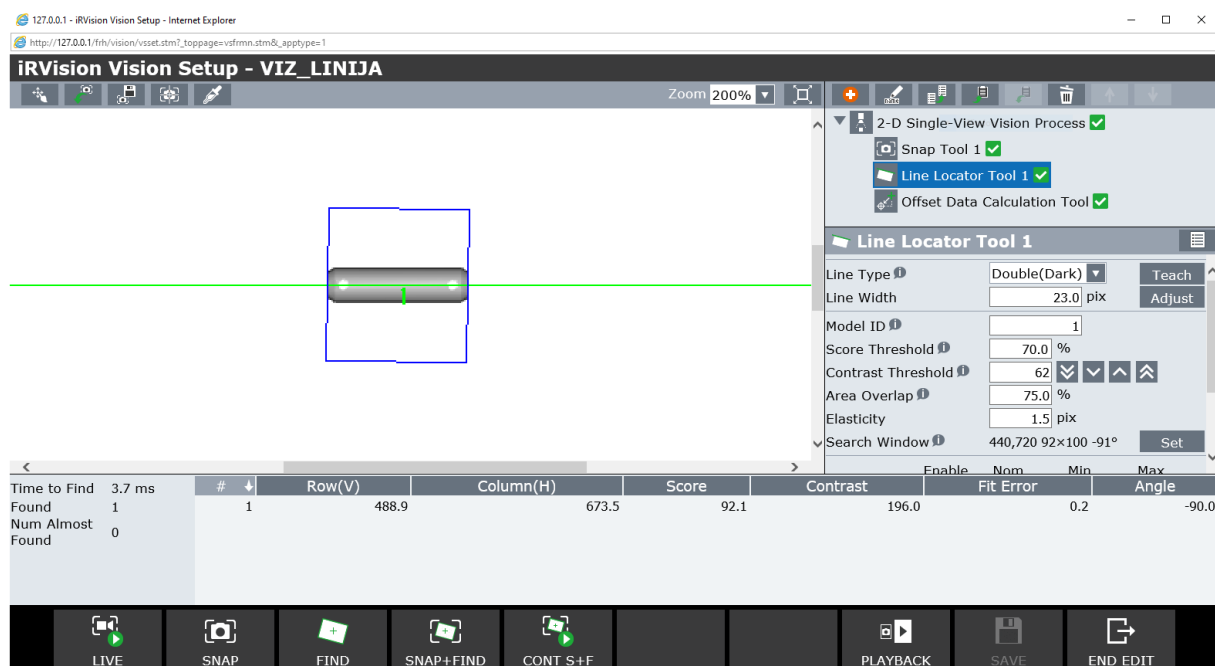 127.0.0.1 - iRVision Vision Setup - Internet Explorer
http://127.0.0.1/frh/vision/vsset.stm?_toppage=vsfrmn.stm&_apptype=1
iRVision Vision Setup - VIZ_LINIJA
Zoom 200%
2-D Single-View Vision Process
Snap Tool 1
Line Locator Tool 1
Offset Data Calculation Tool
1
Line Locator Tool 1
Line Type Double(Dark) Teach
Line Width 23.0 pix Adjust
Model ID 1
Score Threshold 70.0 %
Contrast Threshold 62
Area Overlap 75.0 %
Elasticity 1.5 pix
Search Window 440,720 92×100 -91° Set
Enable Nom Min Max
Time to Find 3.7 ms
Found 1
Num Almost Found 0
# Row(V) Column(H) Score Contrast Fit Error Angle
1 488.9 673.5 92.1 196.0 0.2 -90.0
LIVE SNAP FIND SNAP+FIND CONT S+F PLAYBACK SAVE END EDIT